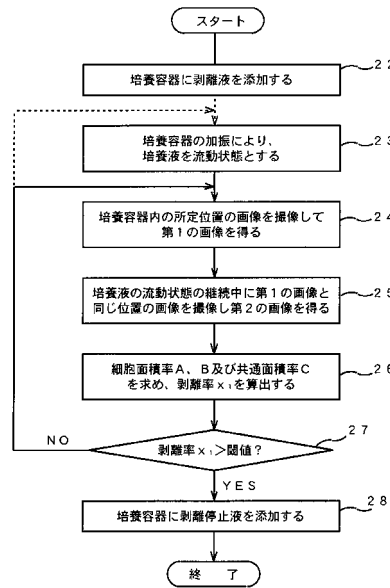 スタート
培養容器に剥離液を添加する
22
培養容器の加振により、
培養液を流動状態とする
23
培養容器内の所定位置の画像を撮像して
第1の画像を得る
24
培養液の流動状態の継続中に第1の画像と
同じ位置の画像を撮像し第2の画像を得る
25
細胞面積率A、B及び共通面積率C
を求め、剥離率x₁を算出する
26
剥離率x₁>閾値?
27
NO
YES
培養容器に剥離停止液を添加する
28
終 了